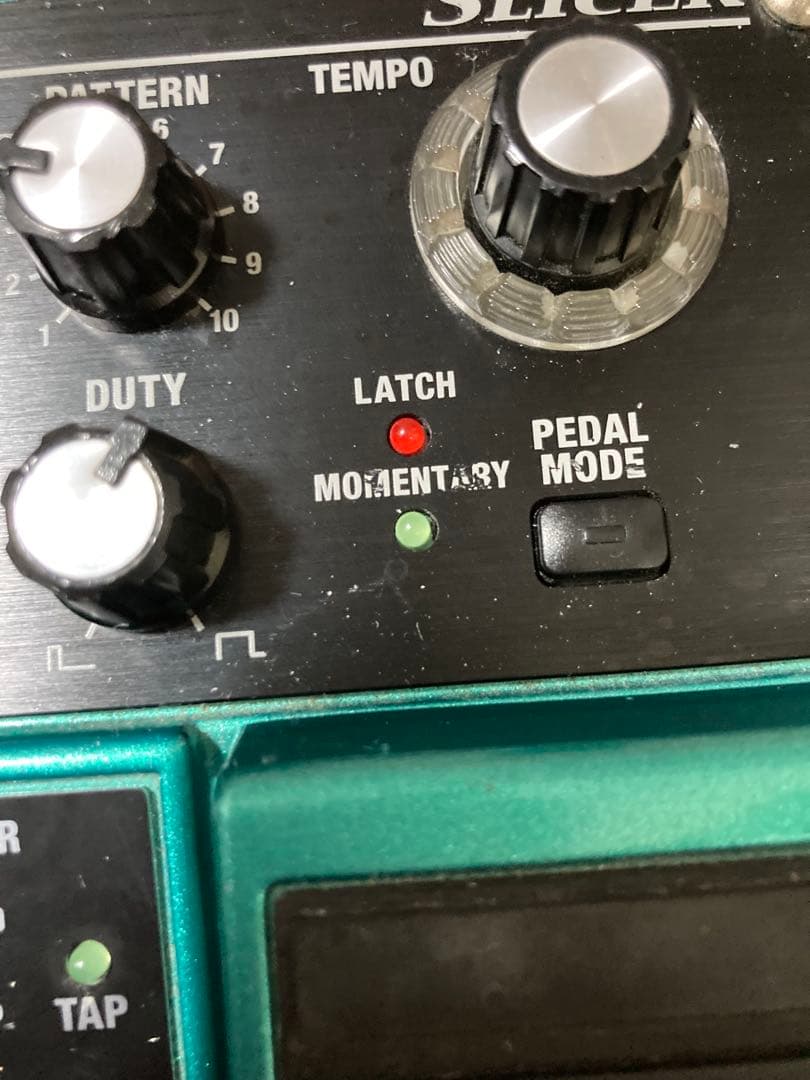 SLICER
PATTERN
TEMPO
6
7
8
9
10
2
1
DUTY
LATCH
PEDAL
MODE
MOMENTARY
R
TAP